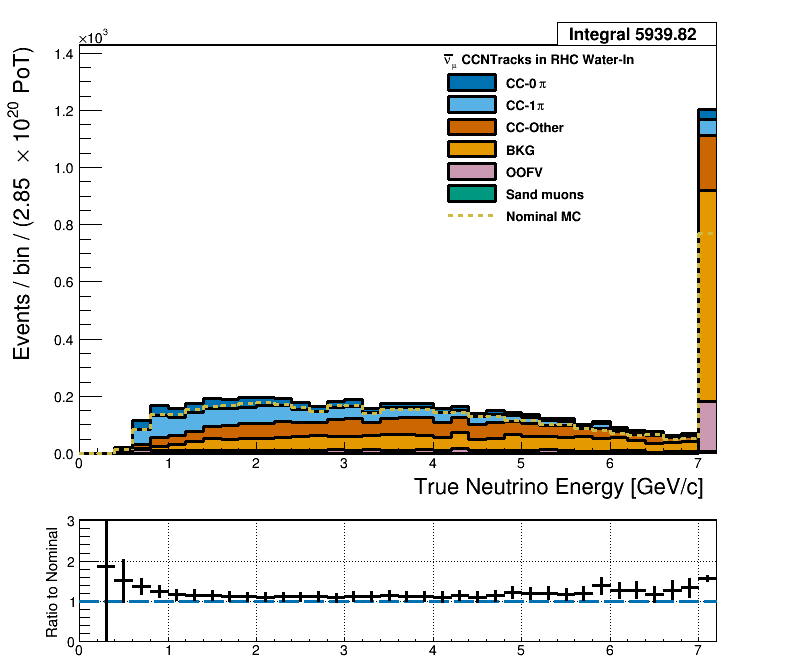 Integral 5939.82
×10³
ν̅μ CCNTracks in RHC Water-In
CC-0 π
CC-1π
CC-Other
BKG
OOFV
Sand muons
Nominal MC
Events / bin / (2.85 × 10²⁰ PoT)
1.4
1.2
1.0
0.8
0.6
0.4
0.2
0.0
0 1 2 3 4 5 6 7
True Neutrino Energy [GeV/c]
Ratio to Nominal
3
2
1
0
0 1 2 3 4 5 6 7